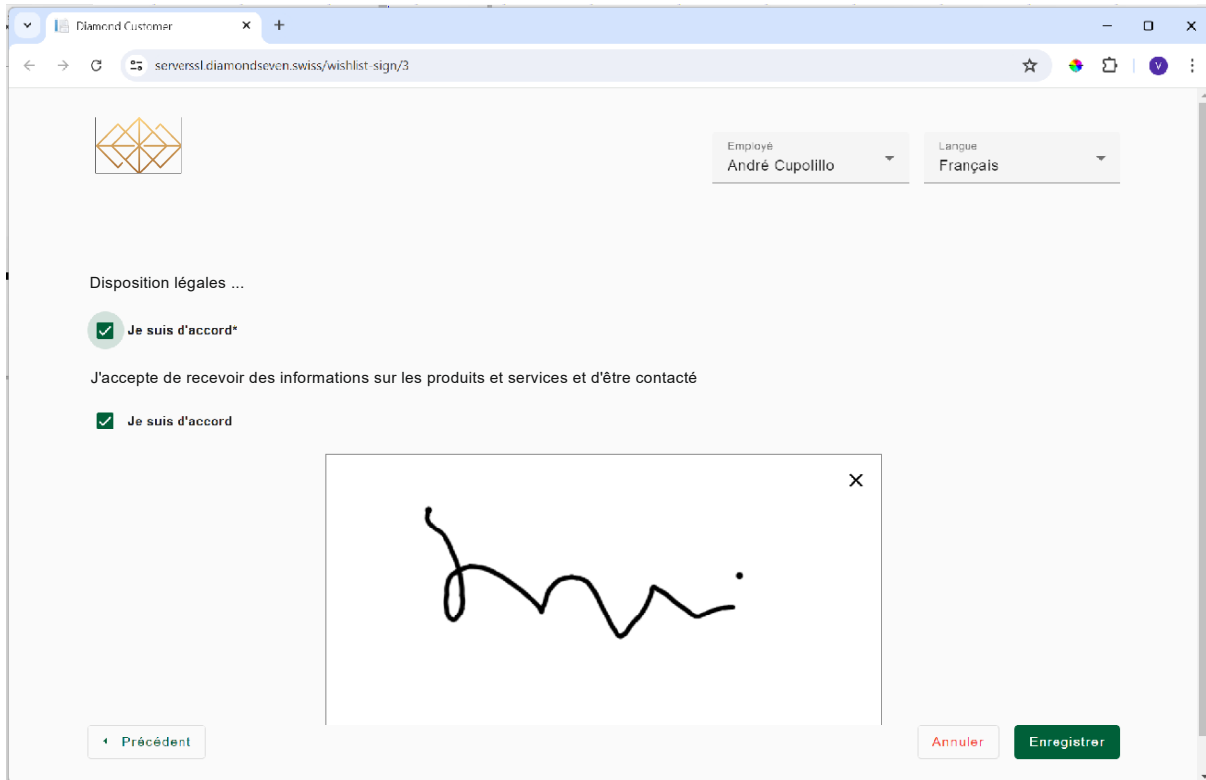 Diamond Customer
serverssl.diamondseven.swiss/wishlist-sign/3
V
Employé
André Cupolillo
Langue
Français
Disposition légales ...
Je suis d'accord*
J'accepte de recevoir des informations sur les produits et services et d'être contacté
Je suis d'accord
Précédent
Annuler
Enregistrer